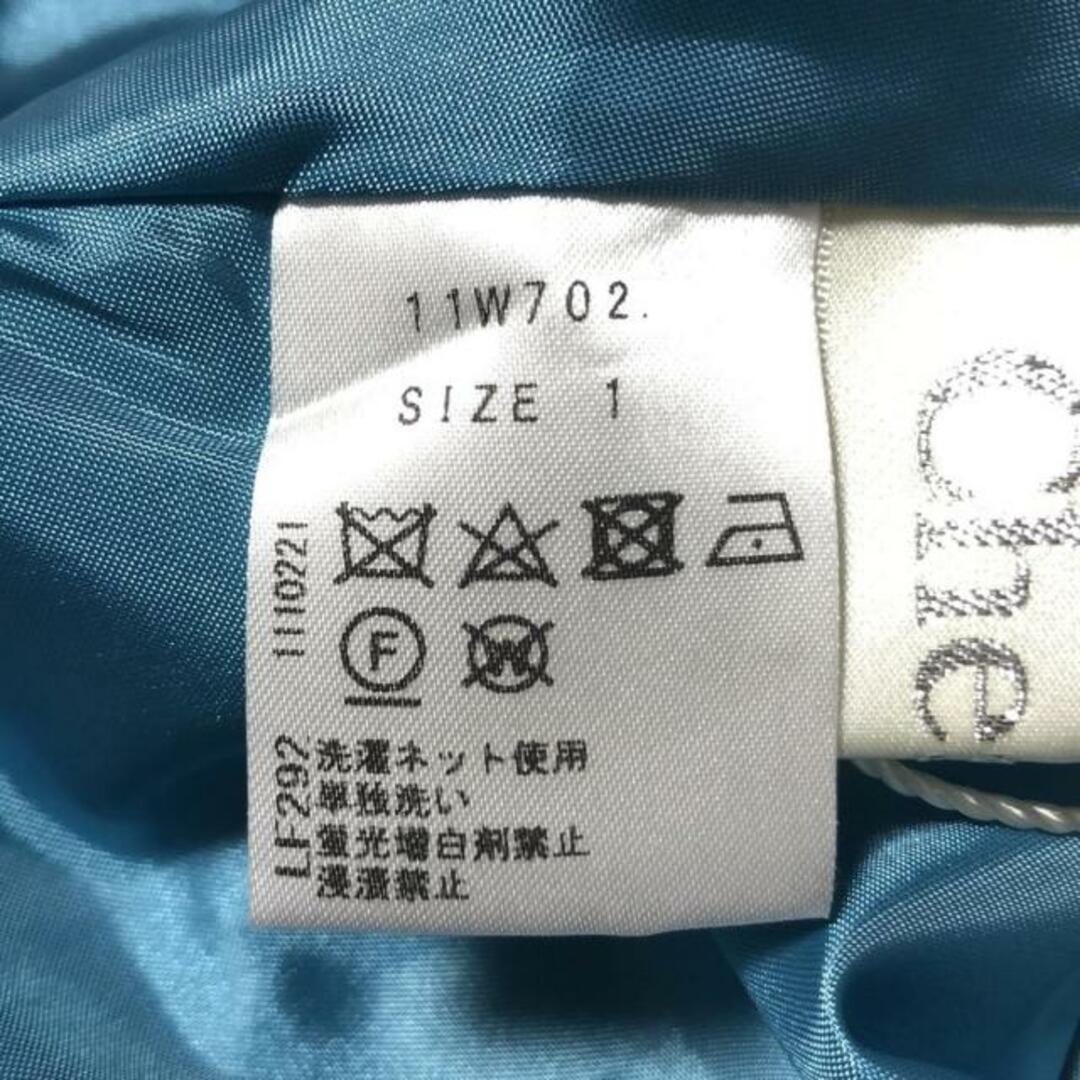 11W702.
SIZE 1
1110221
F
W
LF292
洗濯ネット使用
単独洗い
蛍光増白剤禁止
浸漬禁止
che